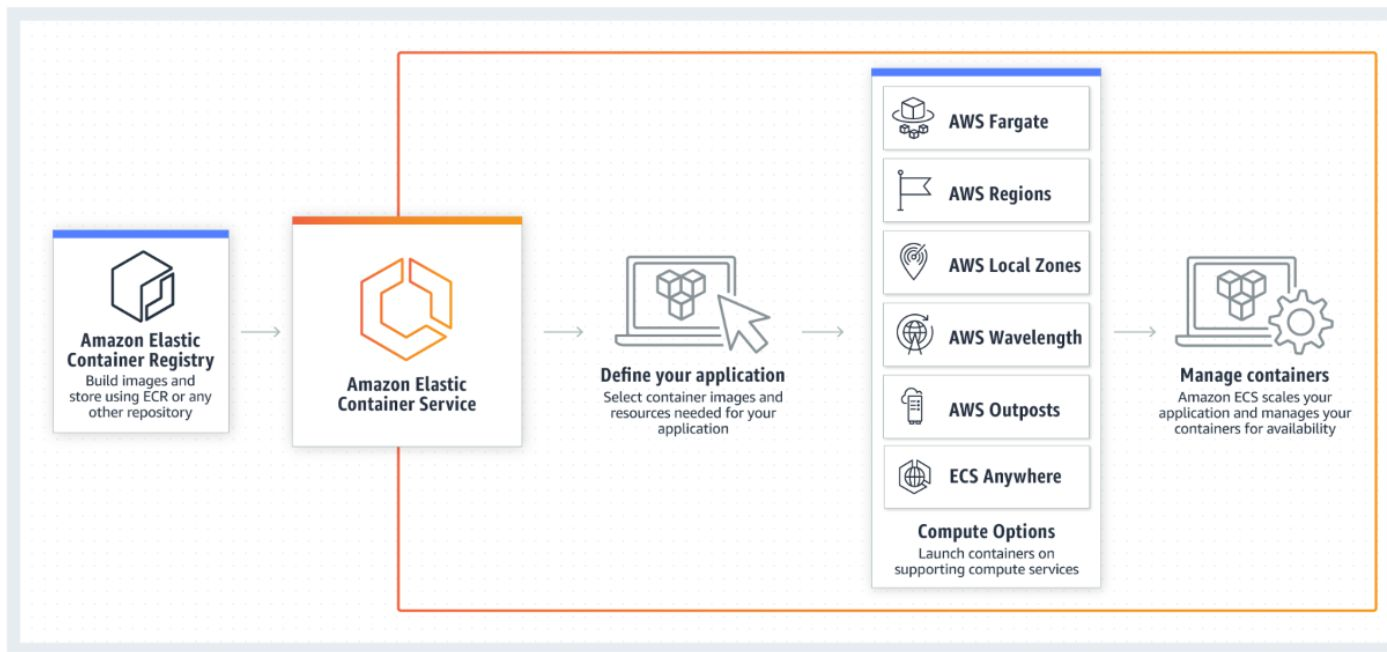 Amazon Elastic
Container Registry
Build images and
store using ECR or any
other repository
Amazon Elastic
Container Service
Define your application
Select container images and
resources needed for your
application
AWS Fargate
AWS Regions
AWS Local Zones
AWS Wavelength
AWS Outposts
ECS Anywhere
Compute Options
Launch containers on
supporting compute services
Manage containers
Amazon ECS scales your
application and manages your
containers for availability